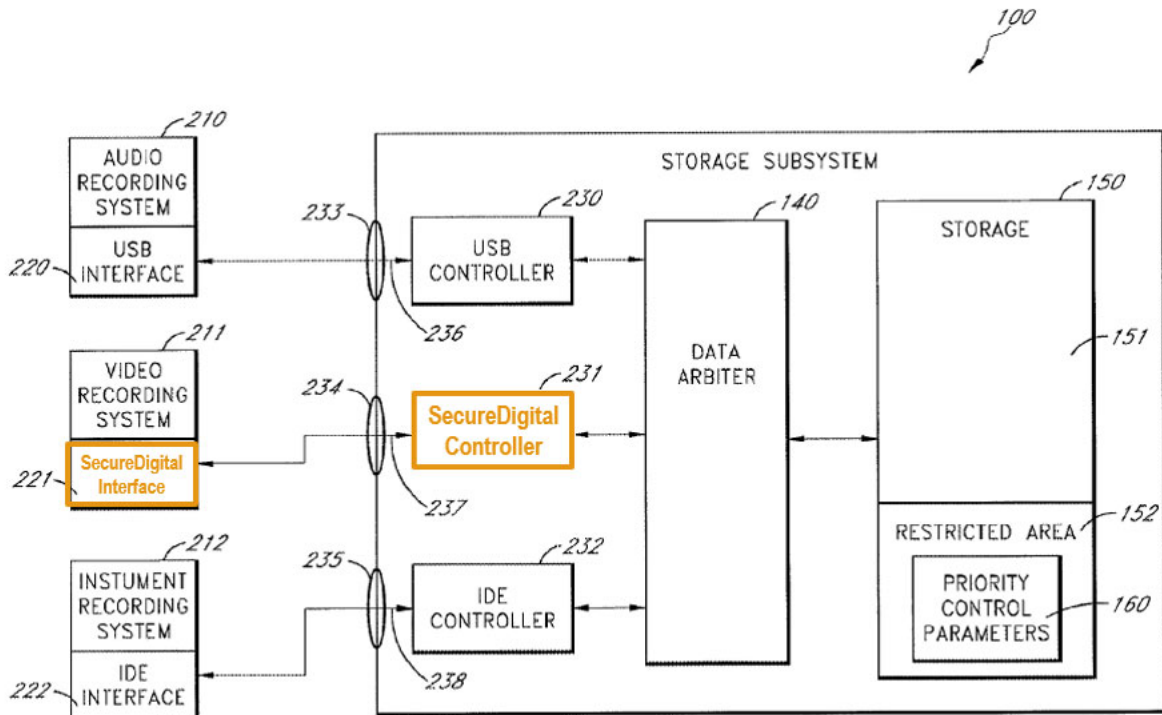 100
210
AUDIO
RECORDING
SYSTEM
USB
INTERFACE
220
211
VIDEO
RECORDING
SYSTEM
SecureDigital
Interface
221
212
INSTUMENT
RECORDING
SYSTEM
IDE
INTERFACE
222
STORAGE SUBSYSTEM
233
230
USB
CONTROLLER
236
234
231
SecureDigital
Controller
237
235
232
IDE
CONTROLLER
238
140
DATA
ARBITER
150
STORAGE
151
RESTRICTED AREA
152
PRIORITY
CONTROL
PARAMETERS
160